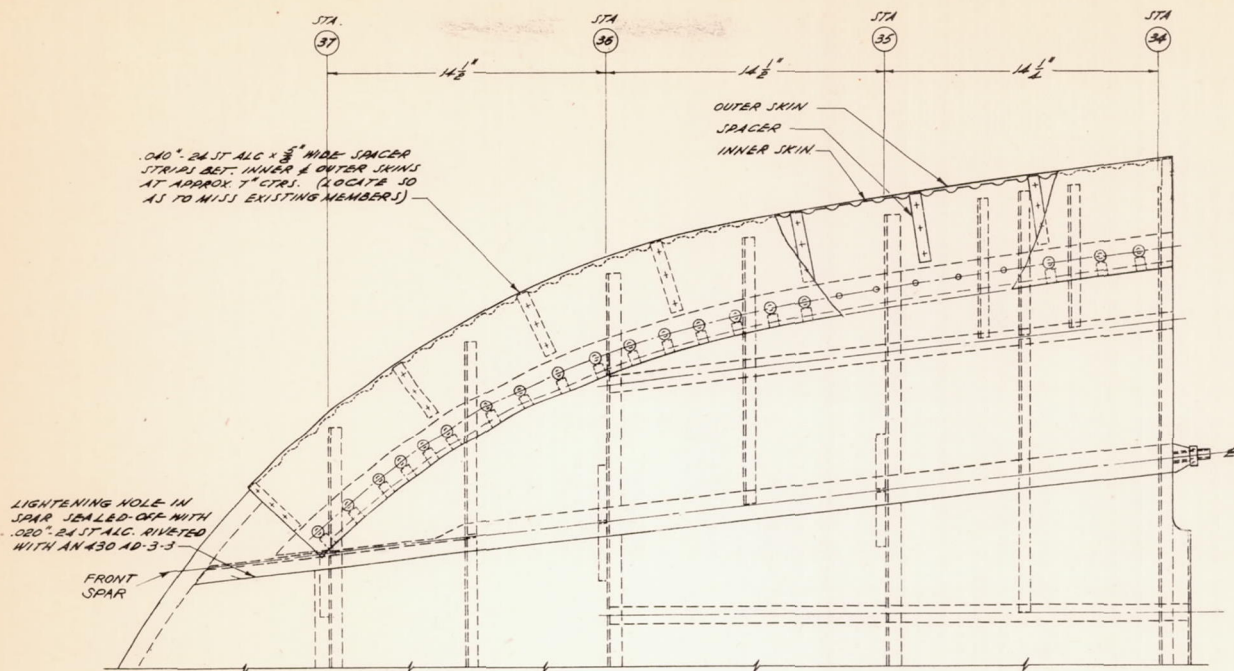 STA. 37
STA 36
STA 35
STA 34
14 1/2"
14 1/2"
14 1/4"
OUTER SKIN
SPACER
INNER SKIN
.040"-24 ST ALC × 5/8" WIDE SPACER
STRIPS BET. INNER & OUTER SKINS
AT APPROX. 7" CTRS. (LOCATE SO
AS TO MISS EXISTING MEMBERS)
LIGHTENING HOLE IN
SPAR SEALED-OFF WITH
.020"-24 ST ALC. RIVETED
WITH AN430 AD-3-3
FRONT
SPAR